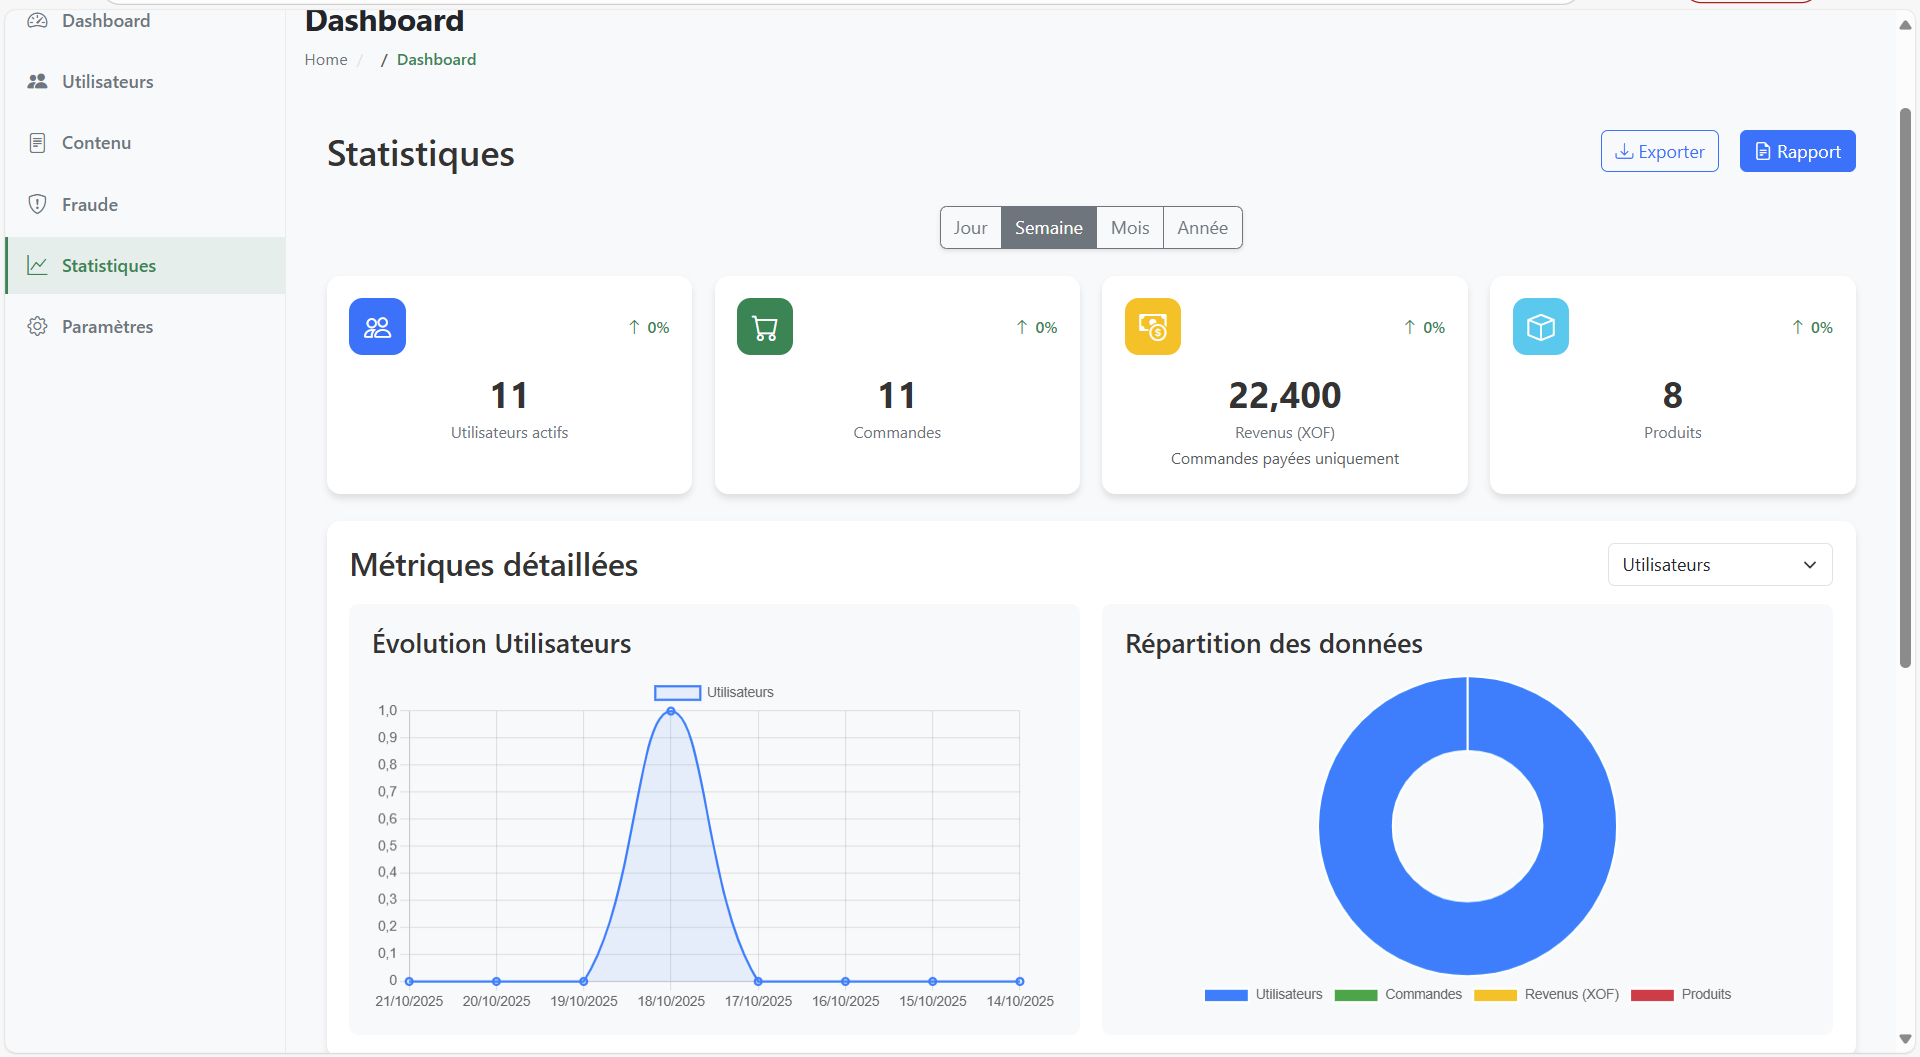 Dashboard
Utilisateurs
Contenu
Fraude
Statistiques
Paramètres
Dashboard
Home / / Dashboard
Statistiques
Exporter
Rapport
Jour Semaine Mois Année
↑ 0%
11
Utilisateurs actifs
↑ 0%
11
Commandes
↑ 0%
22,400
Revenus (XOF)
Commandes payées uniquement
↑ 0%
8
Produits
Métriques détaillées
Utilisateurs
Évolution Utilisateurs
Utilisateurs
1,0
0,9
0,8
0,7
0,6
0,5
0,4
0,3
0,2
0,1
0
21/10/2025 20/10/2025 19/10/2025 18/10/2025 17/10/2025 16/10/2025 15/10/2025 14/10/2025
Répartition des données
Utilisateurs Commandes Revenus (XOF) Produits